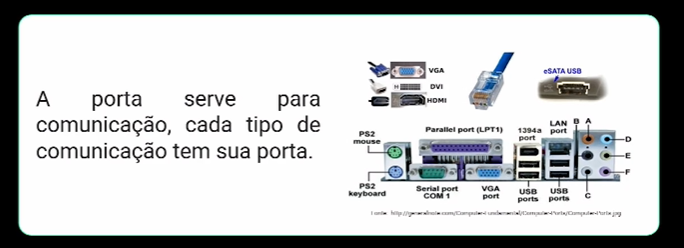 A porta serve para
comunicação, cada tipo de
comunicação tem sua porta.
VGA
DVI
HDMI
eSATA USB
PS2
mouse
Parallel port (LPT1)
1394a
port
LAN
port
B
A
D
E
F
C
PS2
keyboard
Serial port
COM 1
VGA
port
USB
ports
USB
ports
Fonte: http://generalnote.com/Computer-Fundamental/Computer-Ports/Computer-Ports.jpg